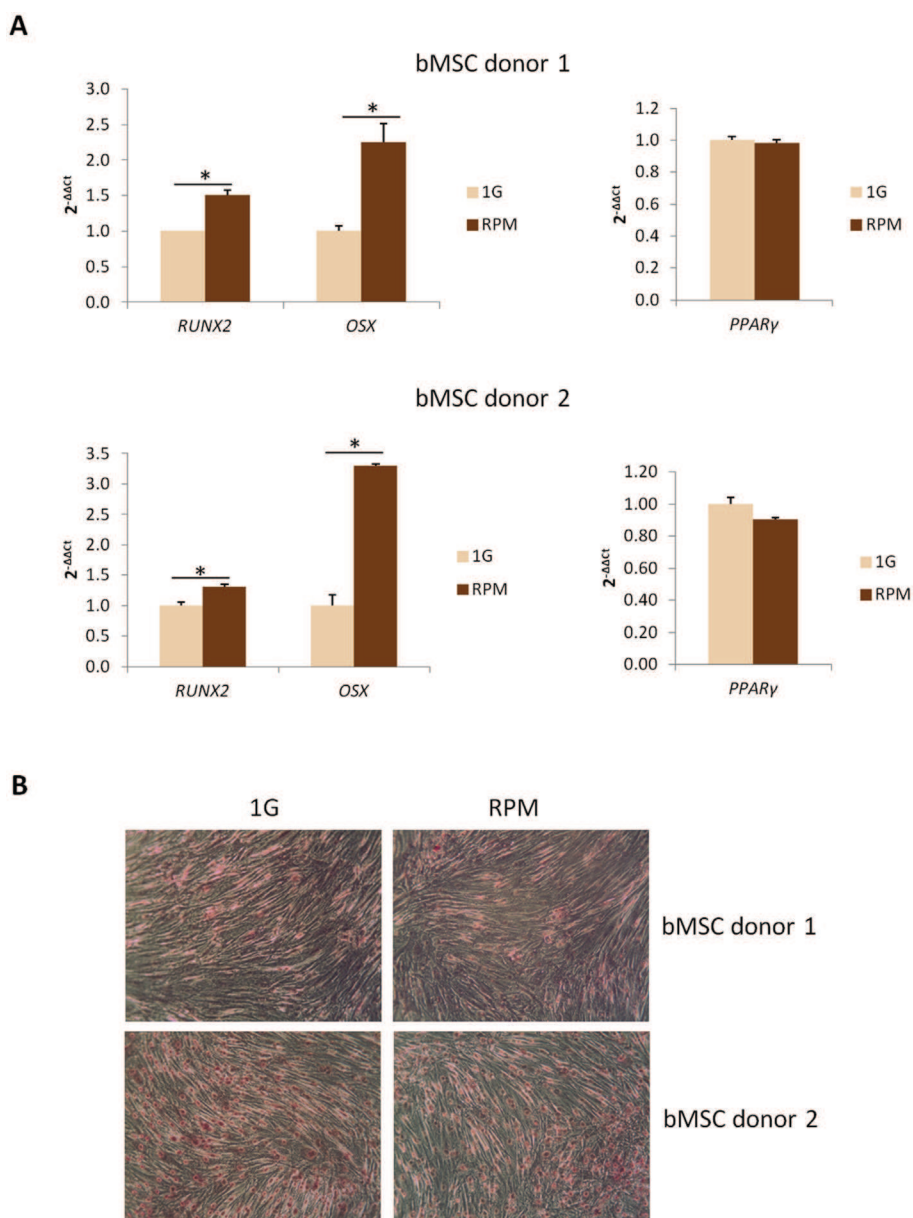 A
bMSC donor 1
3.0
2.5
2.0
1.5
1.0
0.5
0.0
2-ΔΔCt
*
*
RUNX2
OSX
1G
RPM
1.2
1.0
0.8
0.6
0.4
0.2
0.0
2-ΔΔCt
PPARγ
1G
RPM
bMSC donor 2
3.5
3.0
2.5
2.0
1.5
1.0
0.5
0.0
2-ΔΔCt
*
*
RUNX2
OSX
1G
RPM
1.20
1.00
0.80
0.60
0.40
0.20
0.00
2-ΔΔCt
PPARγ
1G
RPM
B
1G
RPM
bMSC donor 1
bMSC donor 2